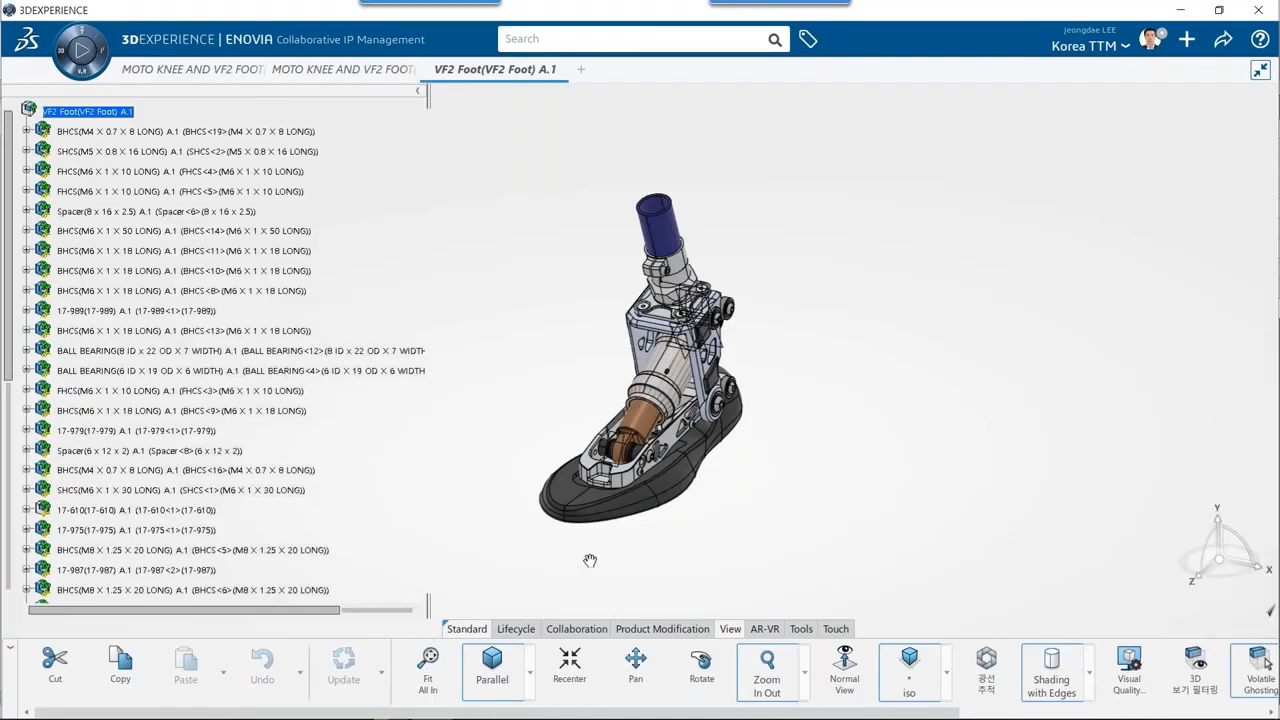 3DEXPERIENCE
3DEXPERIENCE | ENOVIA Collaborative IP Management
Search
jeongdae LEE
Korea TTM
3D
V.R
MOTO KNEE AND VF2 FOOT(
MOTO KNEE AND VF2 FOOT(
VF2 Foot(VF2 Foot) A.1
VF2 Foot(VF2 Foot) A.1
BHCS(M4 X 0.7 X 8 LONG) A.1 (BHCS<19>(M4 X 0.7 X 8 LONG))
SHCS(M5 X 0.8 X 16 LONG) A.1 (SHCS<2>(M5 X 0.8 X 16 LONG))
FHCS(M6 X 1 X 10 LONG) A.1 (FHCS<4>(M6 X 1 X 10 LONG))
FHCS(M6 X 1 X 10 LONG) A.1 (FHCS<5>(M6 X 1 X 10 LONG))
Spacer(8 x 16 x 2.5) A.1 (Spacer<6>(8 x 16 x 2.5))
BHCS(M6 X 1 X 50 LONG) A.1 (BHCS<14>(M6 X 1 X 50 LONG))
BHCS(M6 X 1 X 18 LONG) A.1 (BHCS<11>(M6 X 1 X 18 LONG))
BHCS(M6 X 1 X 18 LONG) A.1 (BHCS<10>(M6 X 1 X 18 LONG))
BHCS(M6 X 1 X 18 LONG) A.1 (BHCS<8>(M6 X 1 X 18 LONG))
17-989(17-989) A.1 (17-989<1>(17-989))
BHCS(M6 X 1 X 18 LONG) A.1 (BHCS<13>(M6 X 1 X 18 LONG))
BALL BEARING(8 ID x 22 OD X 7 WIDTH) A.1 (BALL BEARING<12>(8 ID x 22 OD X 7 WIDTH
BALL BEARING(6 ID X 19 OD X 6 WIDTH) A.1 (BALL BEARING<4>(6 ID X 19 OD X 6 WIDTH
FHCS(M6 X 1 X 10 LONG) A.1 (FHCS<3>(M6 X 1 X 10 LONG))
BHCS(M6 X 1 X 18 LONG) A.1 (BHCS<9>(M6 X 1 X 18 LONG))
17-979(17-979) A.1 (17-979<1>(17-979))
Spacer(6 x 12 x 2) A.1 (Spacer<8>(6 x 12 x 2))
BHCS(M4 X 0.7 X 8 LONG) A.1 (BHCS<16>(M4 X 0.7 X 8 LONG))
SHCS(M6 X 1 X 30 LONG) A.1 (SHCS<1>(M6 X 1 X 30 LONG))
17-610(17-610) A.1 (17-610<1>(17-610))
17-975(17-975) A.1 (17-975<1>(17-975))
BHCS(M8 X 1.25 X 20 LONG) A.1 (BHCS<5>(M8 X 1.25 X 20 LONG))
17-987(17-987) A.1 (17-987<2>(17-987))
BHCS(M8 X 1.25 X 20 LONG) A.1 (BHCS<6>(M8 X 1.25 X 20 LONG))
Y
X
Z
Standard Lifecycle Collaboration Product Modification View AR-VR Tools Touch
Cut
Copy
Paste
Undo
Update
Fit
All In
Parallel
Recenter
Pan
Rotate
Zoom
In Out
Normal
View
*
iso
광선
추적
Shading
with Edges
Visual
Quality...
3D
보기 필터링
Volatile
Ghosting